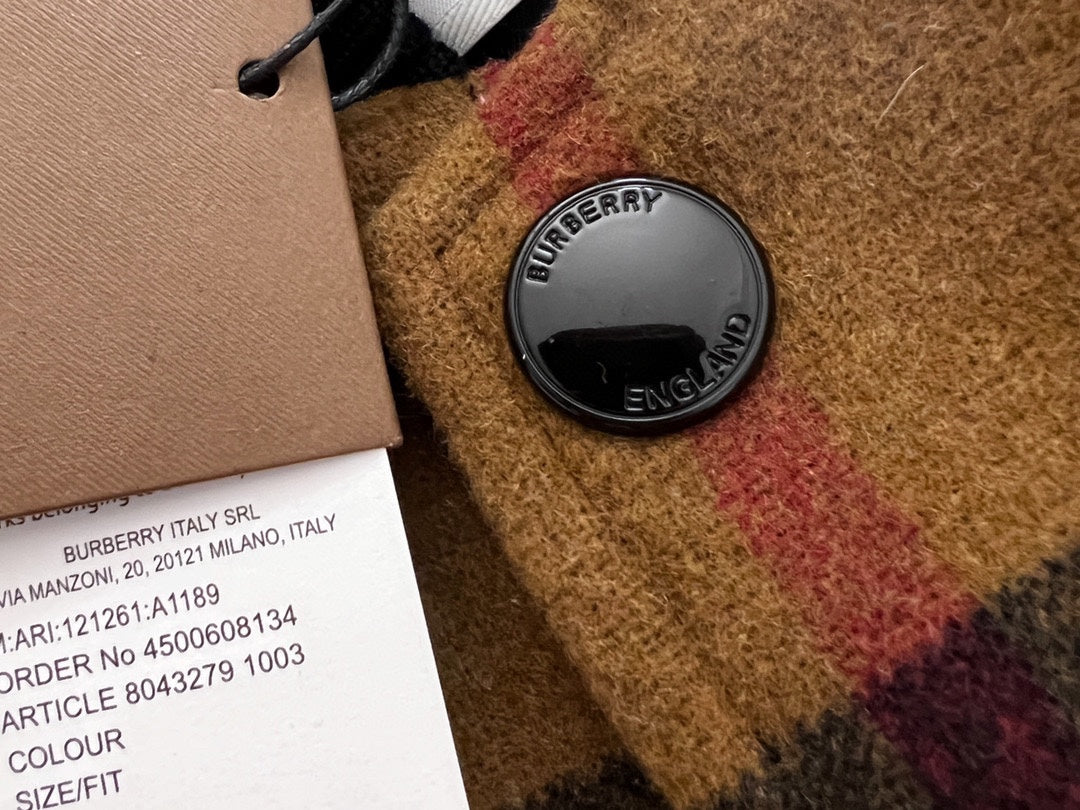 BURBERRY
ENGLAND
belonging
BURBERRY ITALY SRL
VIA MANZONI, 20, 20121 MILANO, ITALY
M:ARI:121261:A1189
ORDER No 4500608134
ARTICLE 8043279 1003
COLOUR
SIZE/FIT